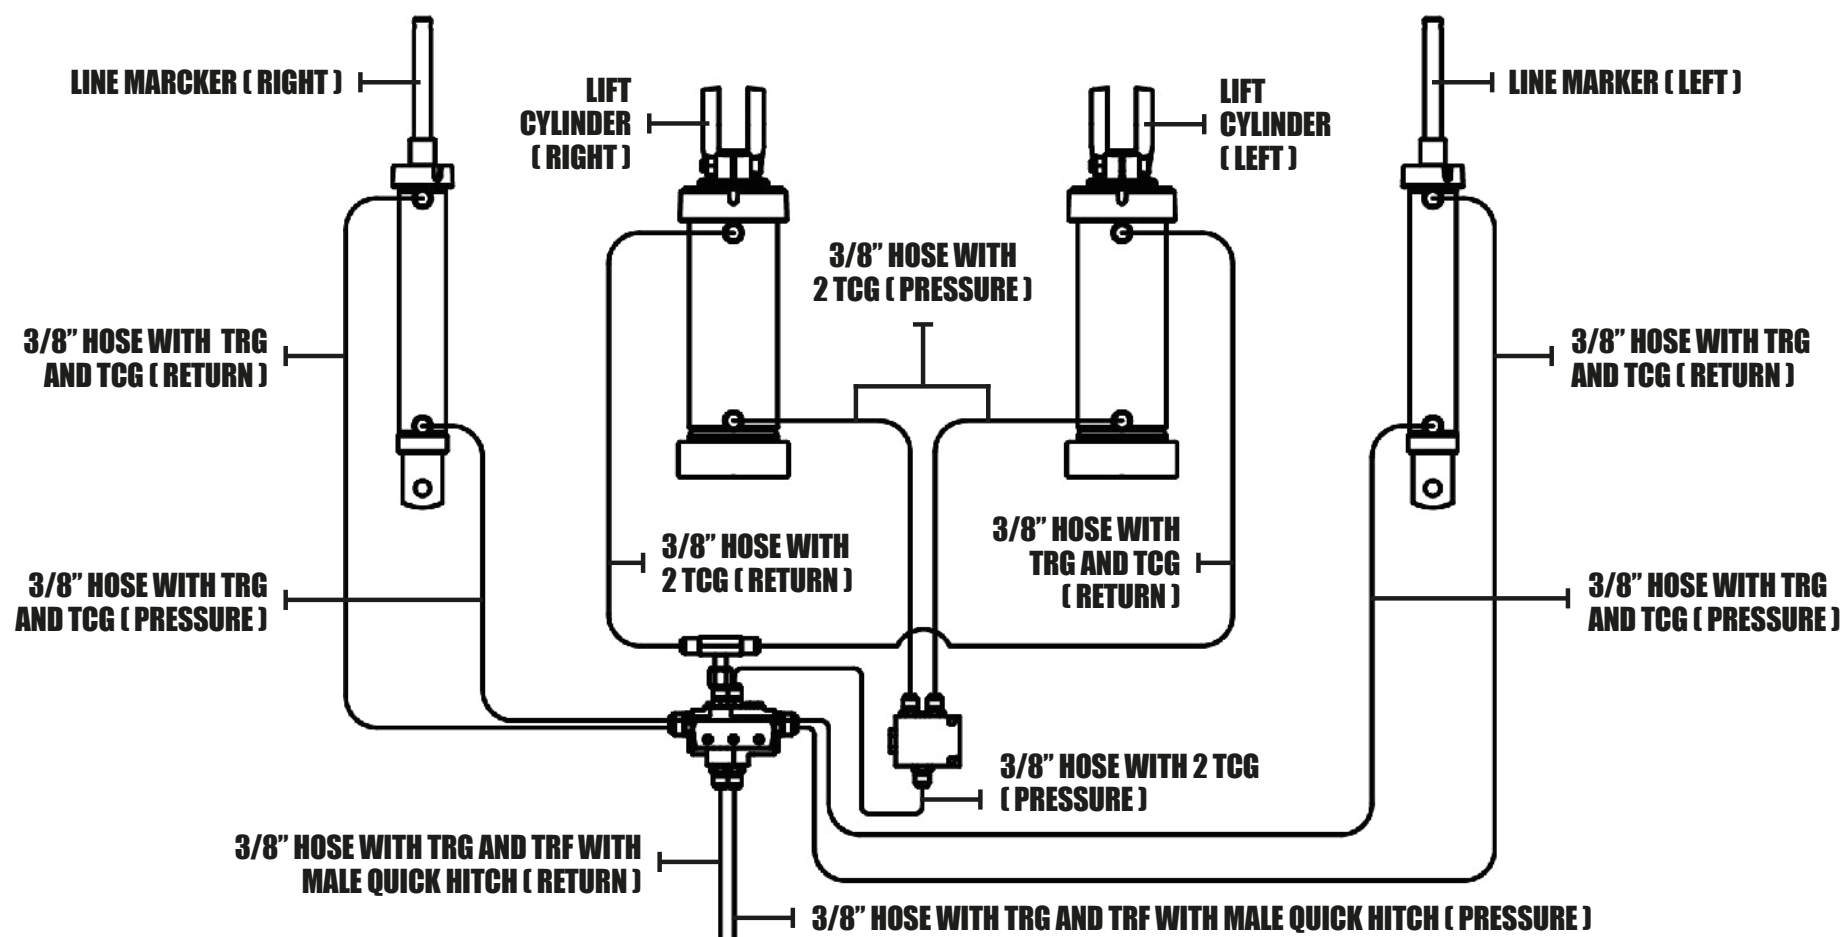 LINE MARCKER ( RIGHT )
LIFT
CYLINDER
( RIGHT )
LIFT
CYLINDER
( LEFT )
LINE MARKER ( LEFT )
3/8” HOSE WITH
2 TCG ( PRESSURE )
3/8” HOSE WITH TRG
AND TCG ( RETURN )
3/8” HOSE WITH TRG
AND TCG ( RETURN )
3/8” HOSE WITH
2 TCG ( RETURN )
3/8” HOSE WITH
TRG AND TCG
( RETURN )
3/8” HOSE WITH TRG
AND TCG ( PRESSURE )
3/8” HOSE WITH TRG
AND TCG ( PRESSURE )
3/8” HOSE WITH 2 TCG
( PRESSURE )
3/8” HOSE WITH TRG AND TRF WITH
MALE QUICK HITCH ( RETURN )
3/8” HOSE WITH TRG AND TRF WITH MALE QUICK HITCH ( PRESSURE )